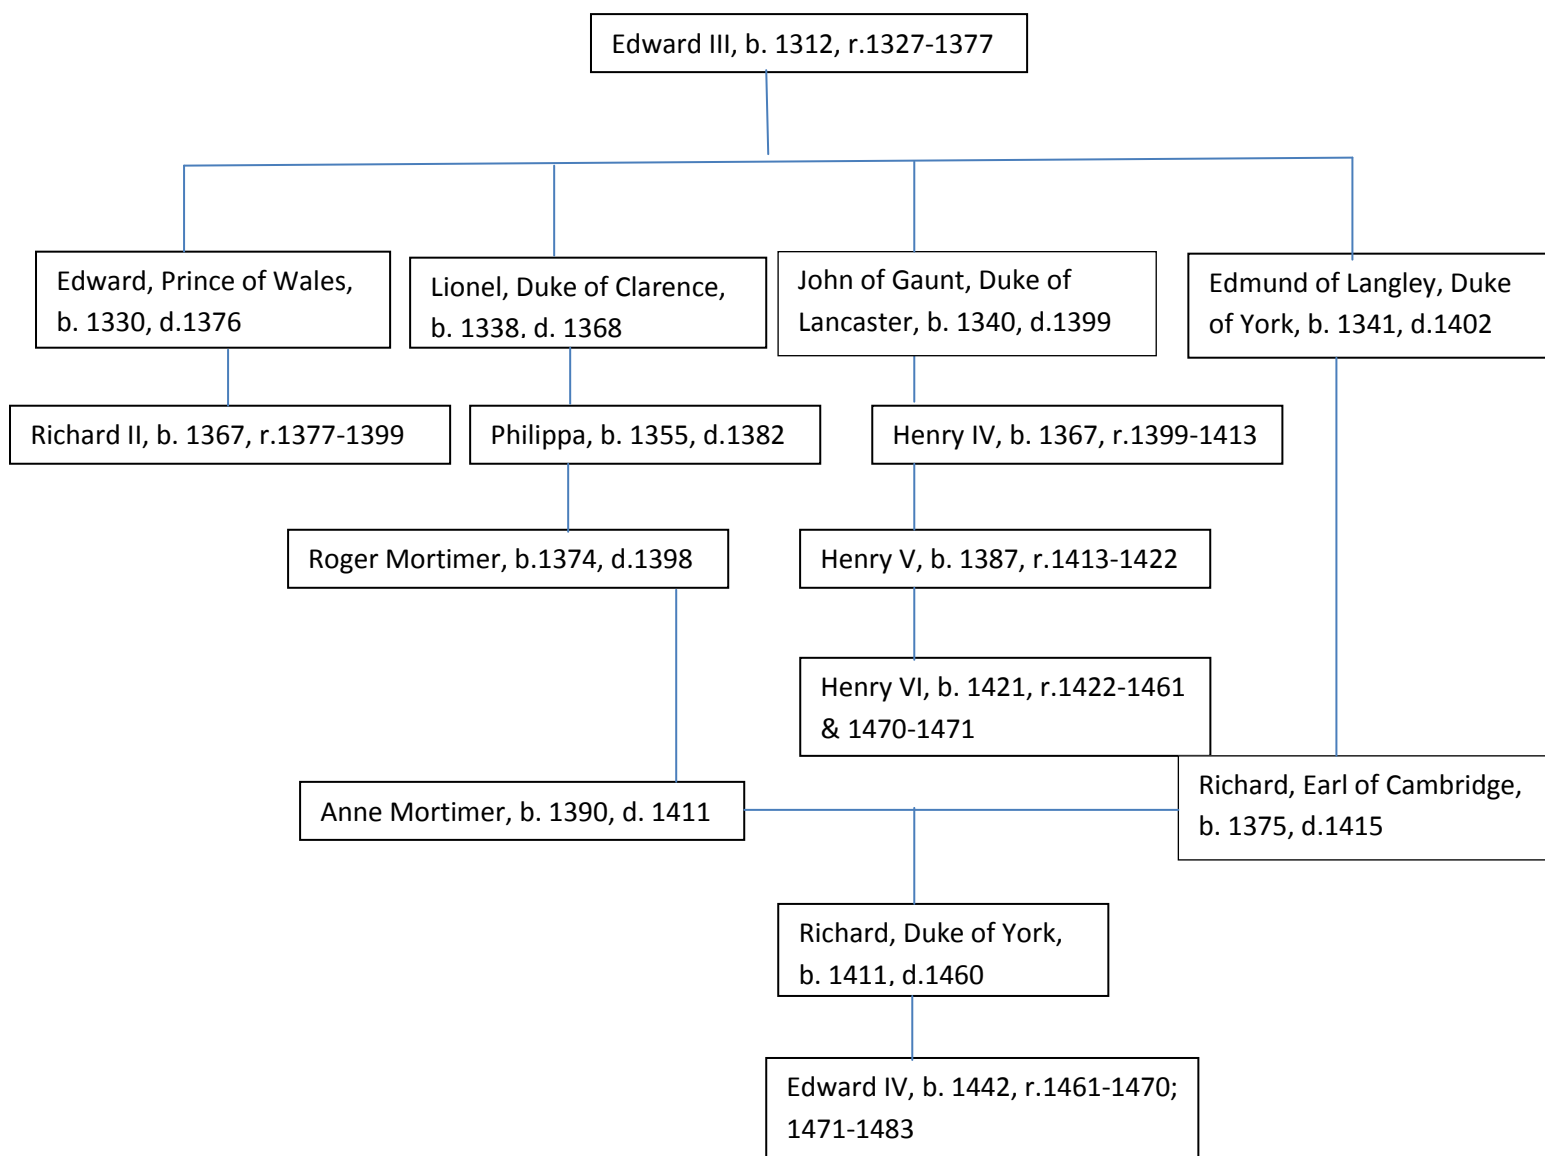 Edward III, b. 1312, r.1327-1377
Edward, Prince of Wales,
b. 1330, d.1376
Lionel, Duke of Clarence,
b. 1338, d. 1368
John of Gaunt, Duke of
Lancaster, b. 1340, d.1399
Edmund of Langley, Duke
of York, b. 1341, d.1402
Richard II, b. 1367, r.1377-1399
Philippa, b. 1355, d.1382
Henry IV, b. 1367, r.1399-1413
Roger Mortimer, b.1374, d.1398
Henry V, b. 1387, r.1413-1422
Henry VI, b. 1421, r.1422-1461
& 1470-1471
Anne Mortimer, b. 1390, d. 1411
Richard, Earl of Cambridge,
b. 1375, d.1415
Richard, Duke of York,
b. 1411, d.1460
Edward IV, b. 1442, r.1461-1470;
1471-1483